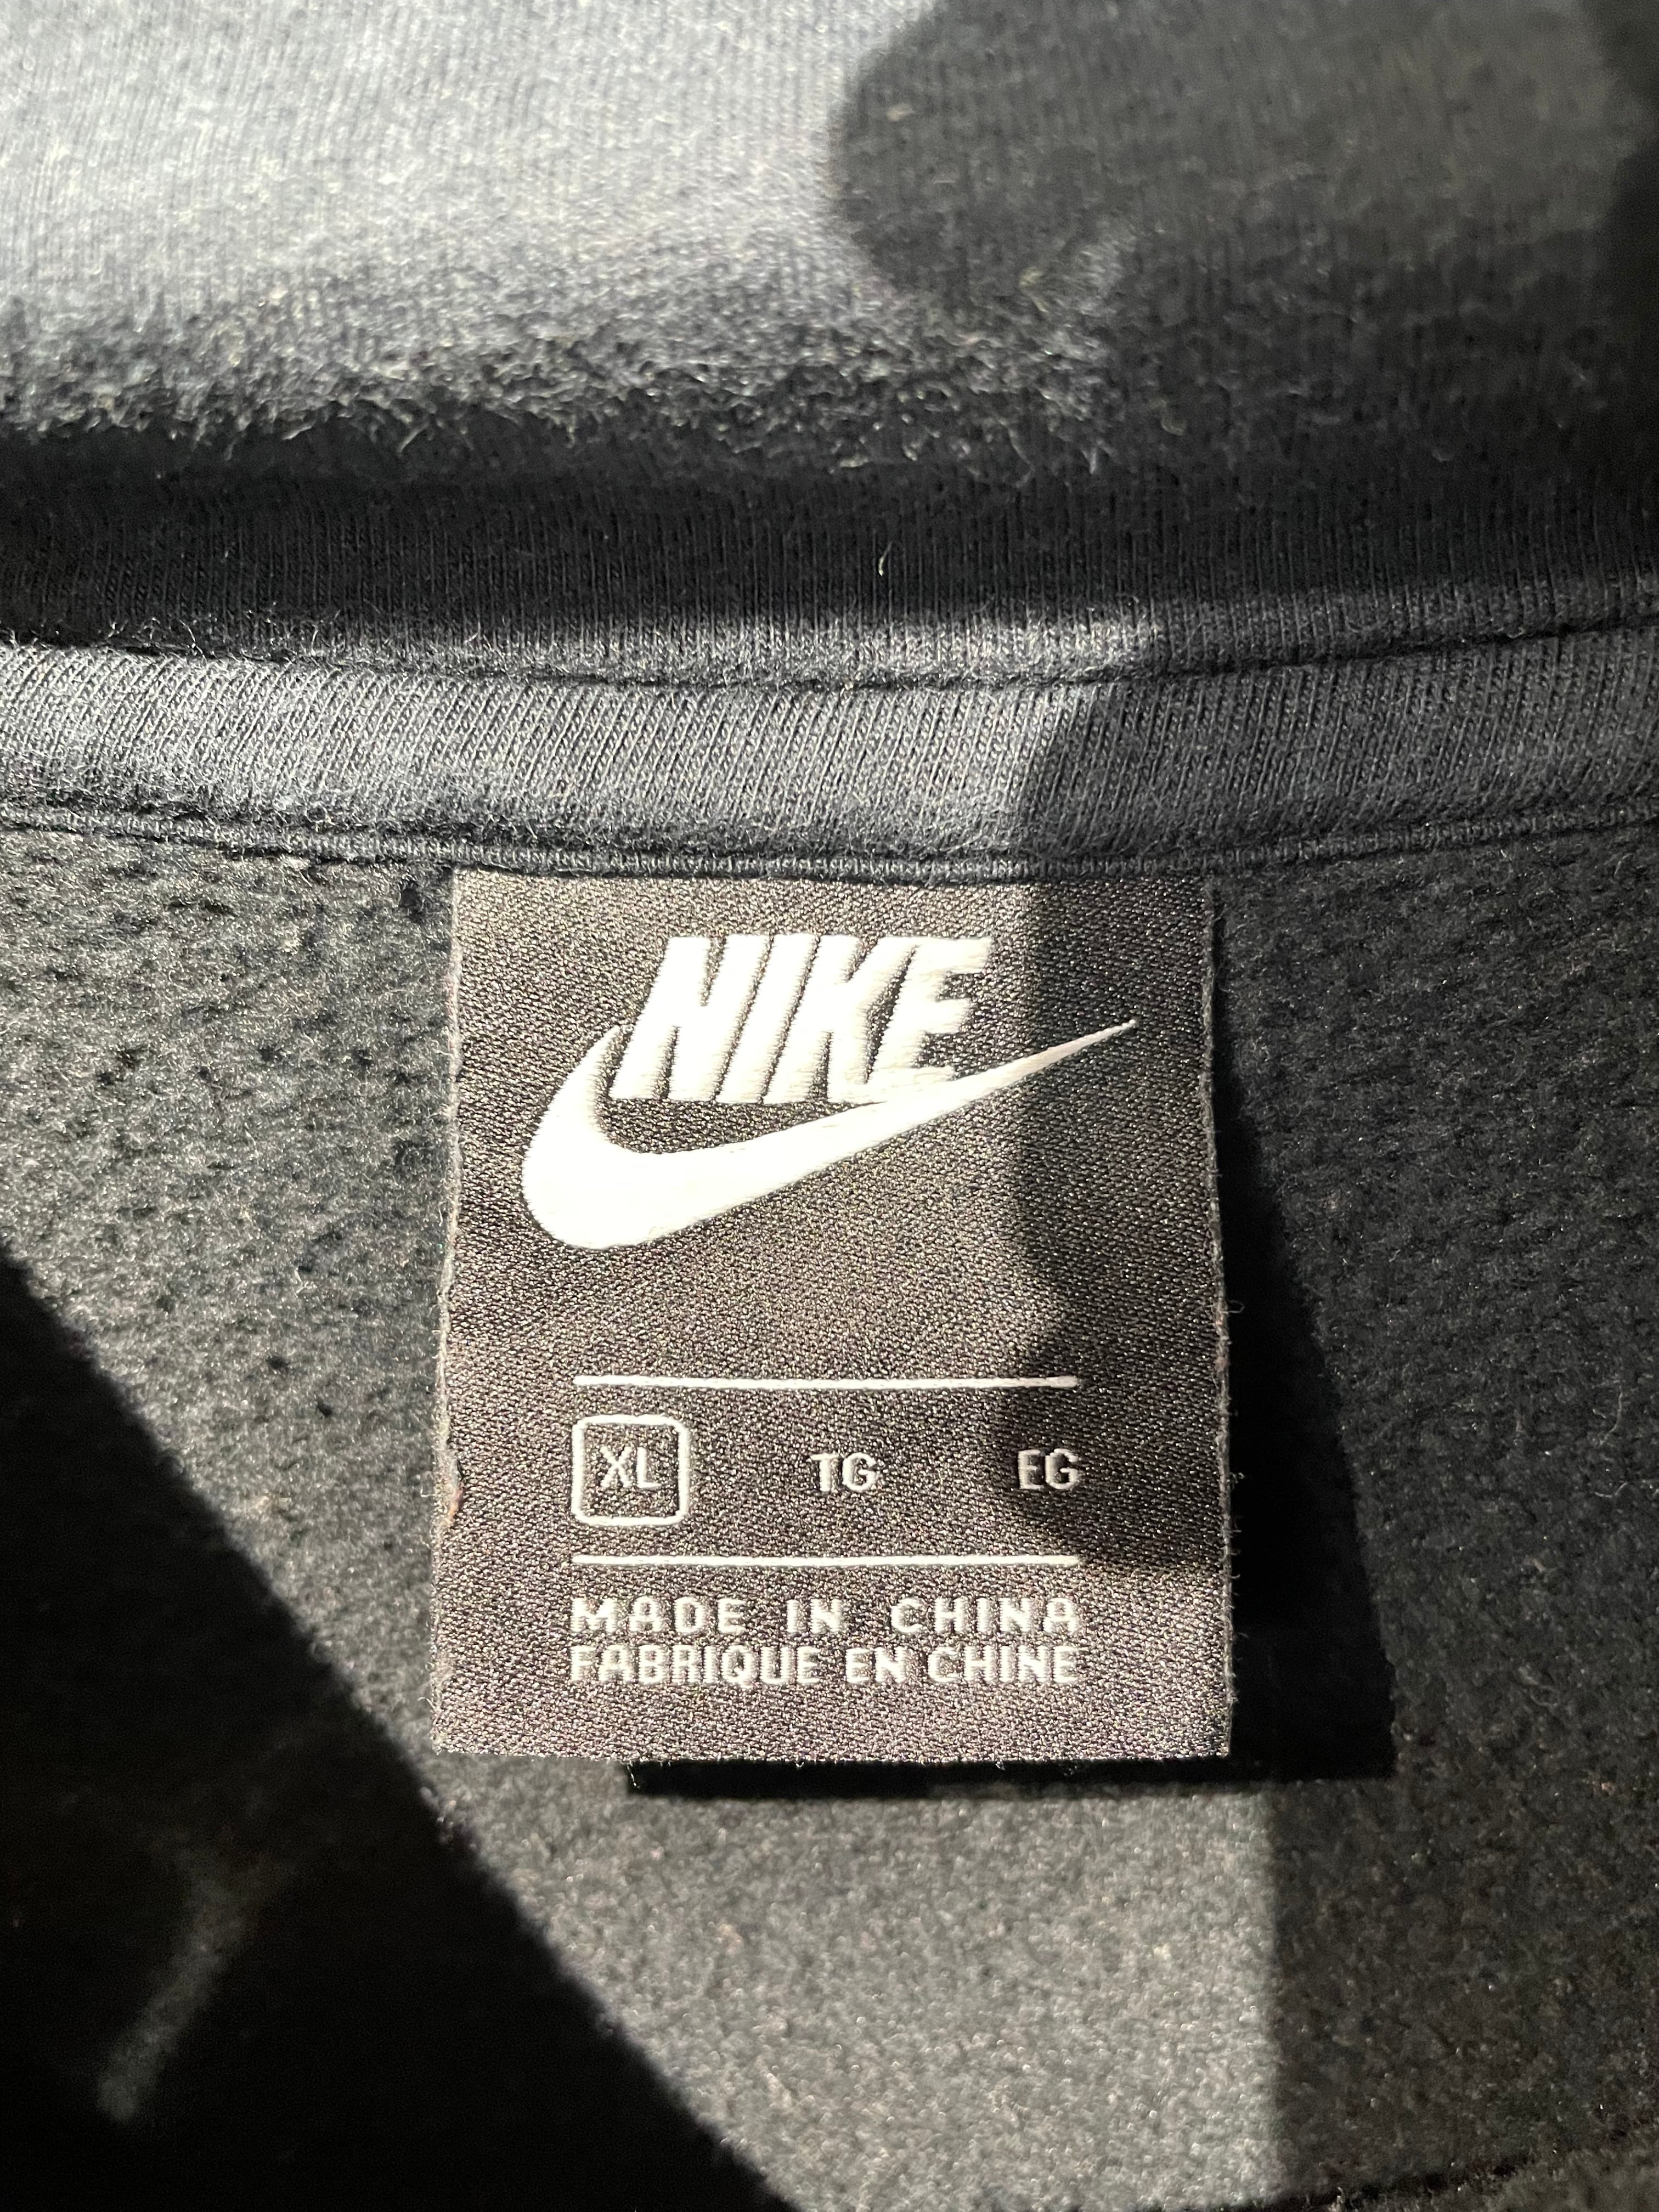 NIKE
XL TG EG
MADE IN CHINA
FABRIQUE EN CHINE